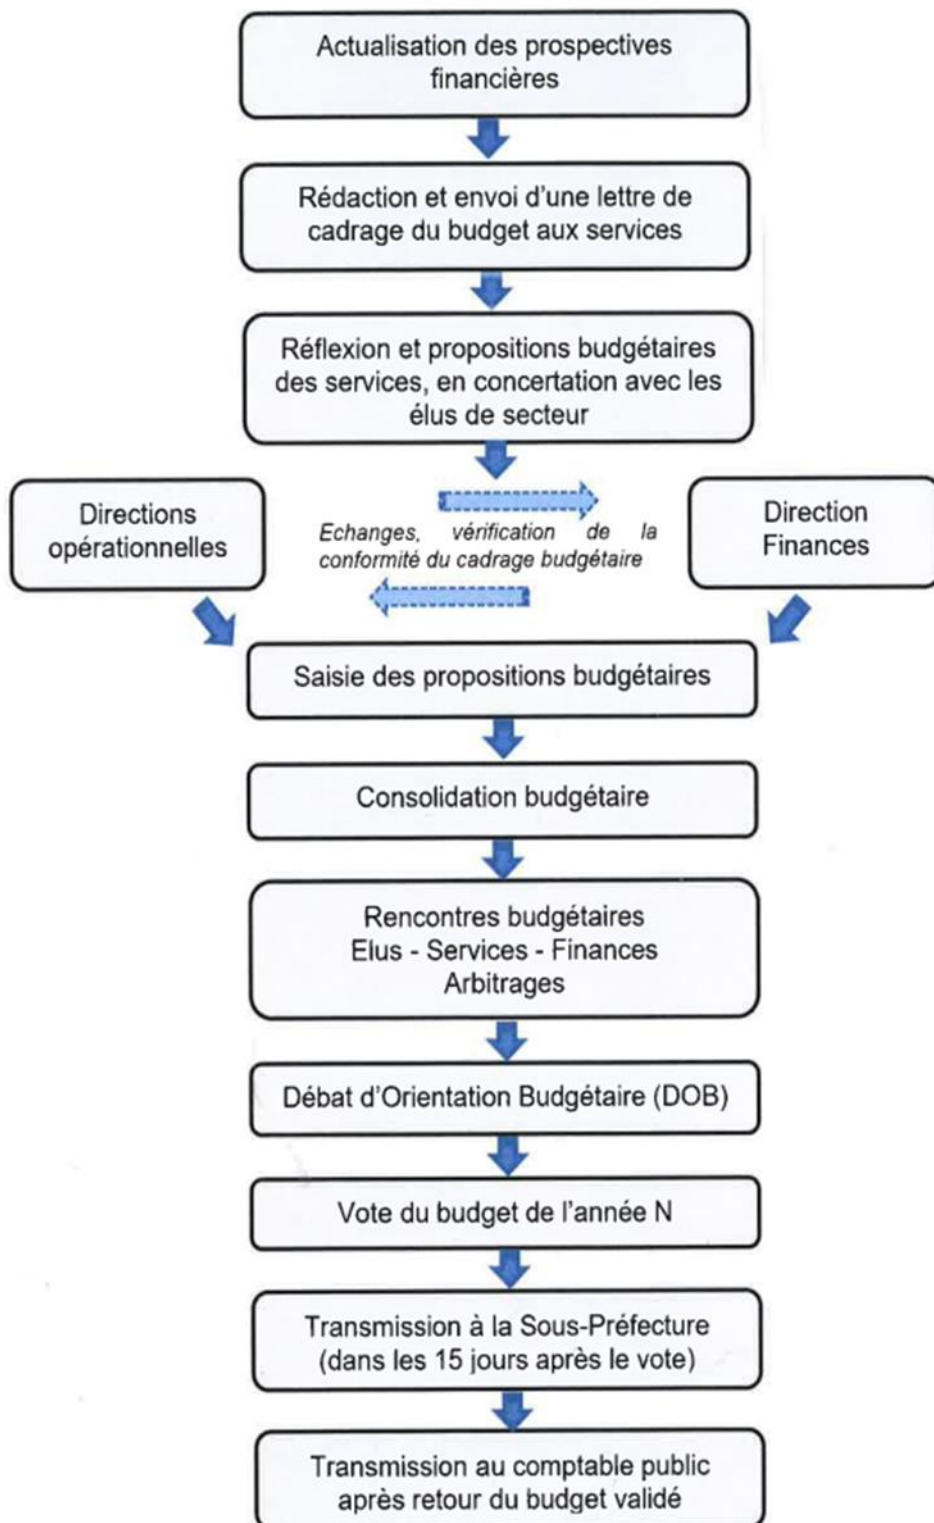 Actualisation des prospectives
financières
Rédaction et envoi d'une lettre de
cadrage du budget aux services
Réflexion et propositions budgétaires
des services, en concertation avec les
élus de secteur
Directions
opérationnelles
Echanges, vérification de la
conformité du cadrage budgétaire
Direction
Finances
Saisie des propositions budgétaires
Consolidation budgétaire
Rencontres budgétaires
Elus - Services - Finances
Arbitrages
Débat d'Orientation Budgétaire (DOB)
Vote du budget de l'année N
Transmission à la Sous-Préfecture
(dans les 15 jours après le vote)
Transmission au comptable public
après retour du budget validé